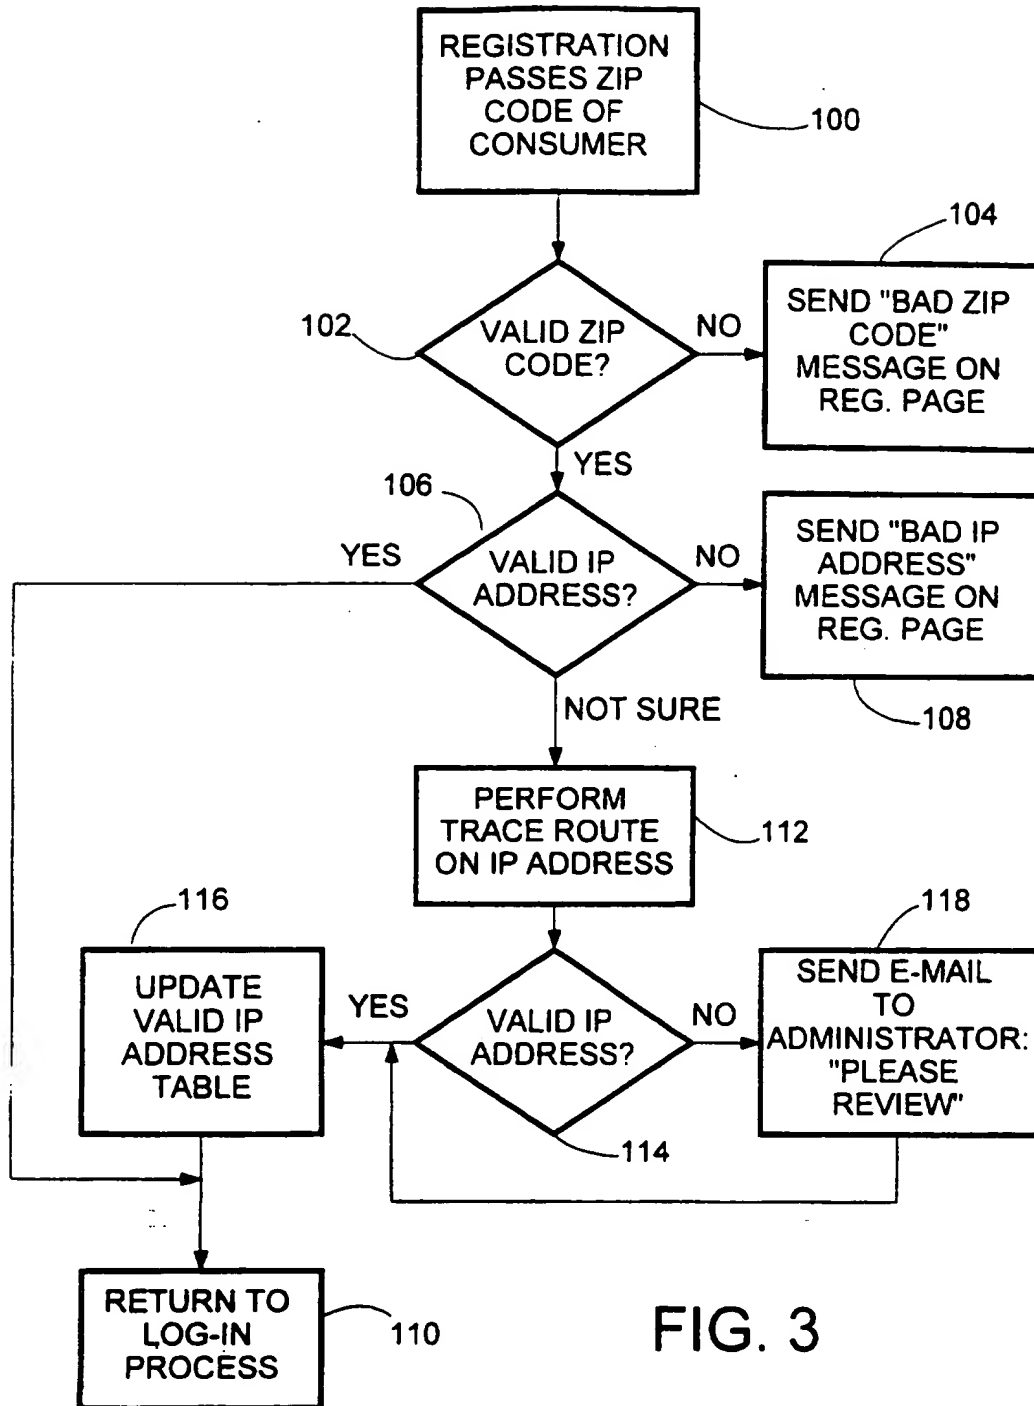 REGISTRATION
PASSES ZIP
CODE OF
CONSUMER
100
102
VALID ZIP
CODE?
NO
104
SEND "BAD ZIP
CODE"
MESSAGE ON
REG. PAGE
YES
106
YES
VALID IP
ADDRESS?
NO
SEND "BAD IP
ADDRESS"
MESSAGE ON
REG. PAGE
108
NOT SURE
PERFORM
TRACE ROUTE
ON IP ADDRESS
112
116
UPDATE
VALID IP
ADDRESS
TABLE
YES
VALID IP
ADDRESS?
114
NO
118
SEND E-MAIL
TO
ADMINISTRATOR:
"PLEASE
REVIEW"
RETURN TO
LOG-IN
PROCESS
110
FIG. 3